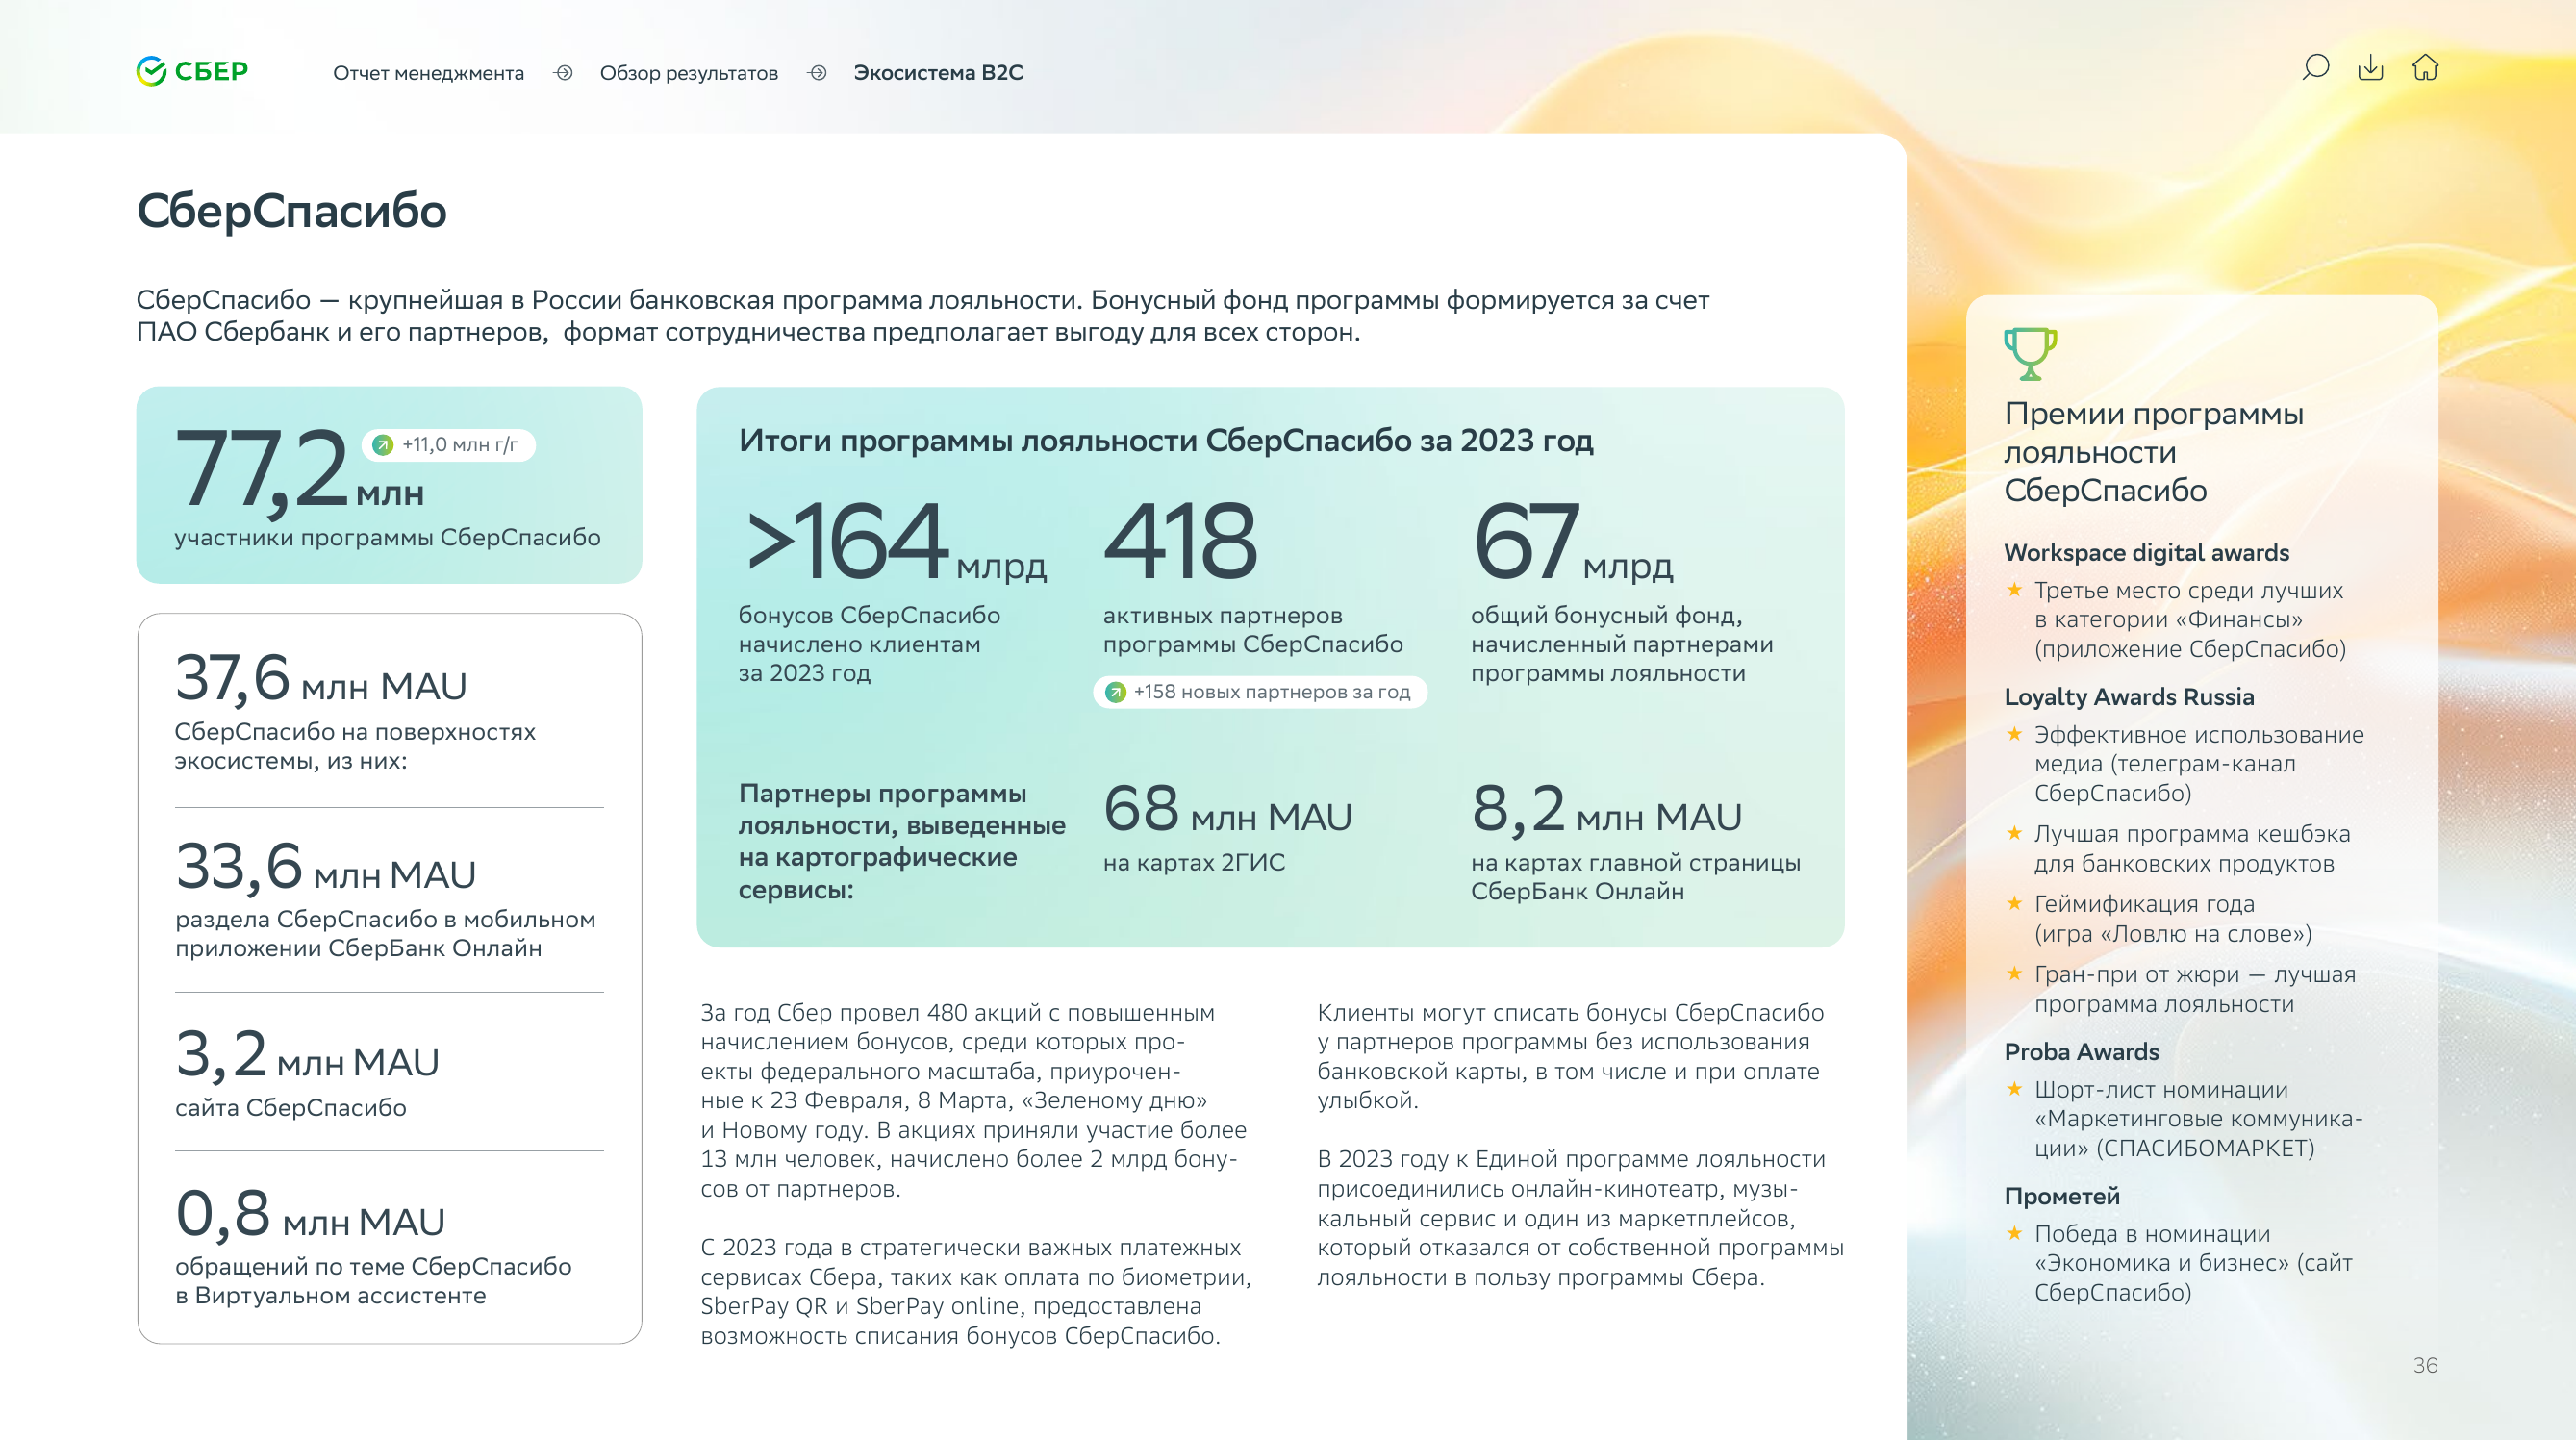 СБЕР
Отчет менеджмента
Обзор результатов
Экосистема B2C
СберСпасибо
СберСпасибо — крупнейшая в России банковская программа лояльности. Бонусный фонд программы формируется за счет
ПАО Сбербанк и его партнеров, формат сотрудничества предполагает выгоду для всех сторон.
77,2 млн
+11,0 млн г/г
участники программы СберСпасибо
37,6 млн MAU
СберСпасибо на поверхностях
экосистемы, из них:
33,6 млн MAU
раздела СберСпасибо в мобильном
приложении СберБанк Онлайн
3,2 млн MAU
сайта СберСпасибо
0,8 млн MAU
обращений по теме СберСпасибо
в Виртуальном ассистенте
Итоги программы лояльности СберСпасибо за 2023 год
>164 млрд
бонусов СберСпасибо
начислено клиентам
за 2023 год
418
активных партнеров
программы СберСпасибо
+158 новых партнеров за год
67 млрд
общий бонусный фонд,
начисленный партнерами
программы лояльности
Партнеры программы
лояльности, выведенные
на картографические
сервисы:
68 млн MAU
на картах 2ГИС
8,2 млн MAU
на картах главной страницы
СберБанк Онлайн
За год Сбер провел 480 акций с повышенным
начислением бонусов, среди которых про-
екты федерального масштаба, приурочен-
ные к 23 Февраля, 8 Марта, «Зеленому дню»
и Новому году. В акциях приняли участие более
13 млн человек, начислено более 2 млрд бону-
сов от партнеров.
С 2023 года в стратегически важных платежных
сервисах Сбера, таких как оплата по биометрии,
SberPay QR и SberPay online, предоставлена
возможность списания бонусов СберСпасибо.
Клиенты могут списать бонусы СберСпасибо
у партнеров программы без использования
банковской карты, в том числе и при оплате
улыбкой.
В 2023 году к Единой программе лояльности
присоединились онлайн-кинотеатр, музы-
кальный сервис и один из маркетплейсов,
который отказался от собственной программы
лояльности в пользу программы Сбера.
Премии программы
лояльности
СберСпасибо
Workspace digital awards
Третье место среди лучших
в категории «Финансы»
(приложение СберСпасибо)
Loyalty Awards Russia
Эффективное использование
медиа (телеграм-канал
СберСпасибо)
Лучшая программа кешбэка
для банковских продуктов
Геймификация года
(игра «Ловлю на слове»)
Гран-при от жюри — лучшая
программа лояльности
Proba Awards
Шорт-лист номинации
«Маркетинговые коммуника-
ции» (СПАСИБОМАРКЕТ)
Прометей
Победа в номинации
«Экономика и бизнес» (сайт
СберСпасибо)
36